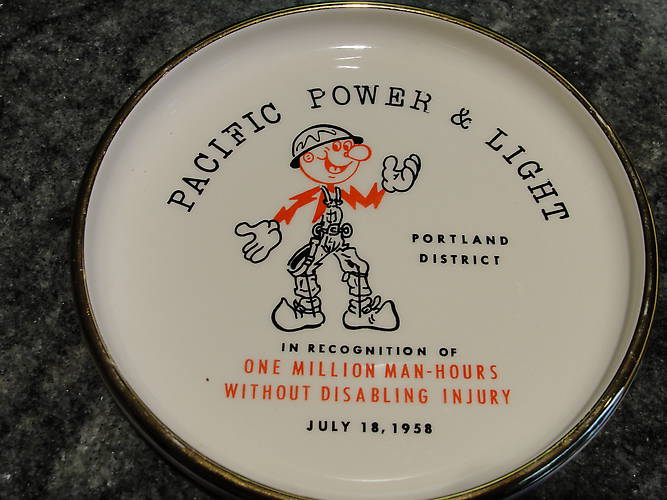 PACIFIC POWER & LIGHT
PORTLAND
DISTRICT
IN RECOGNITION OF
ONE MILLION MAN-HOURS
WITHOUT DISABLING INJURY
JULY 18, 1958